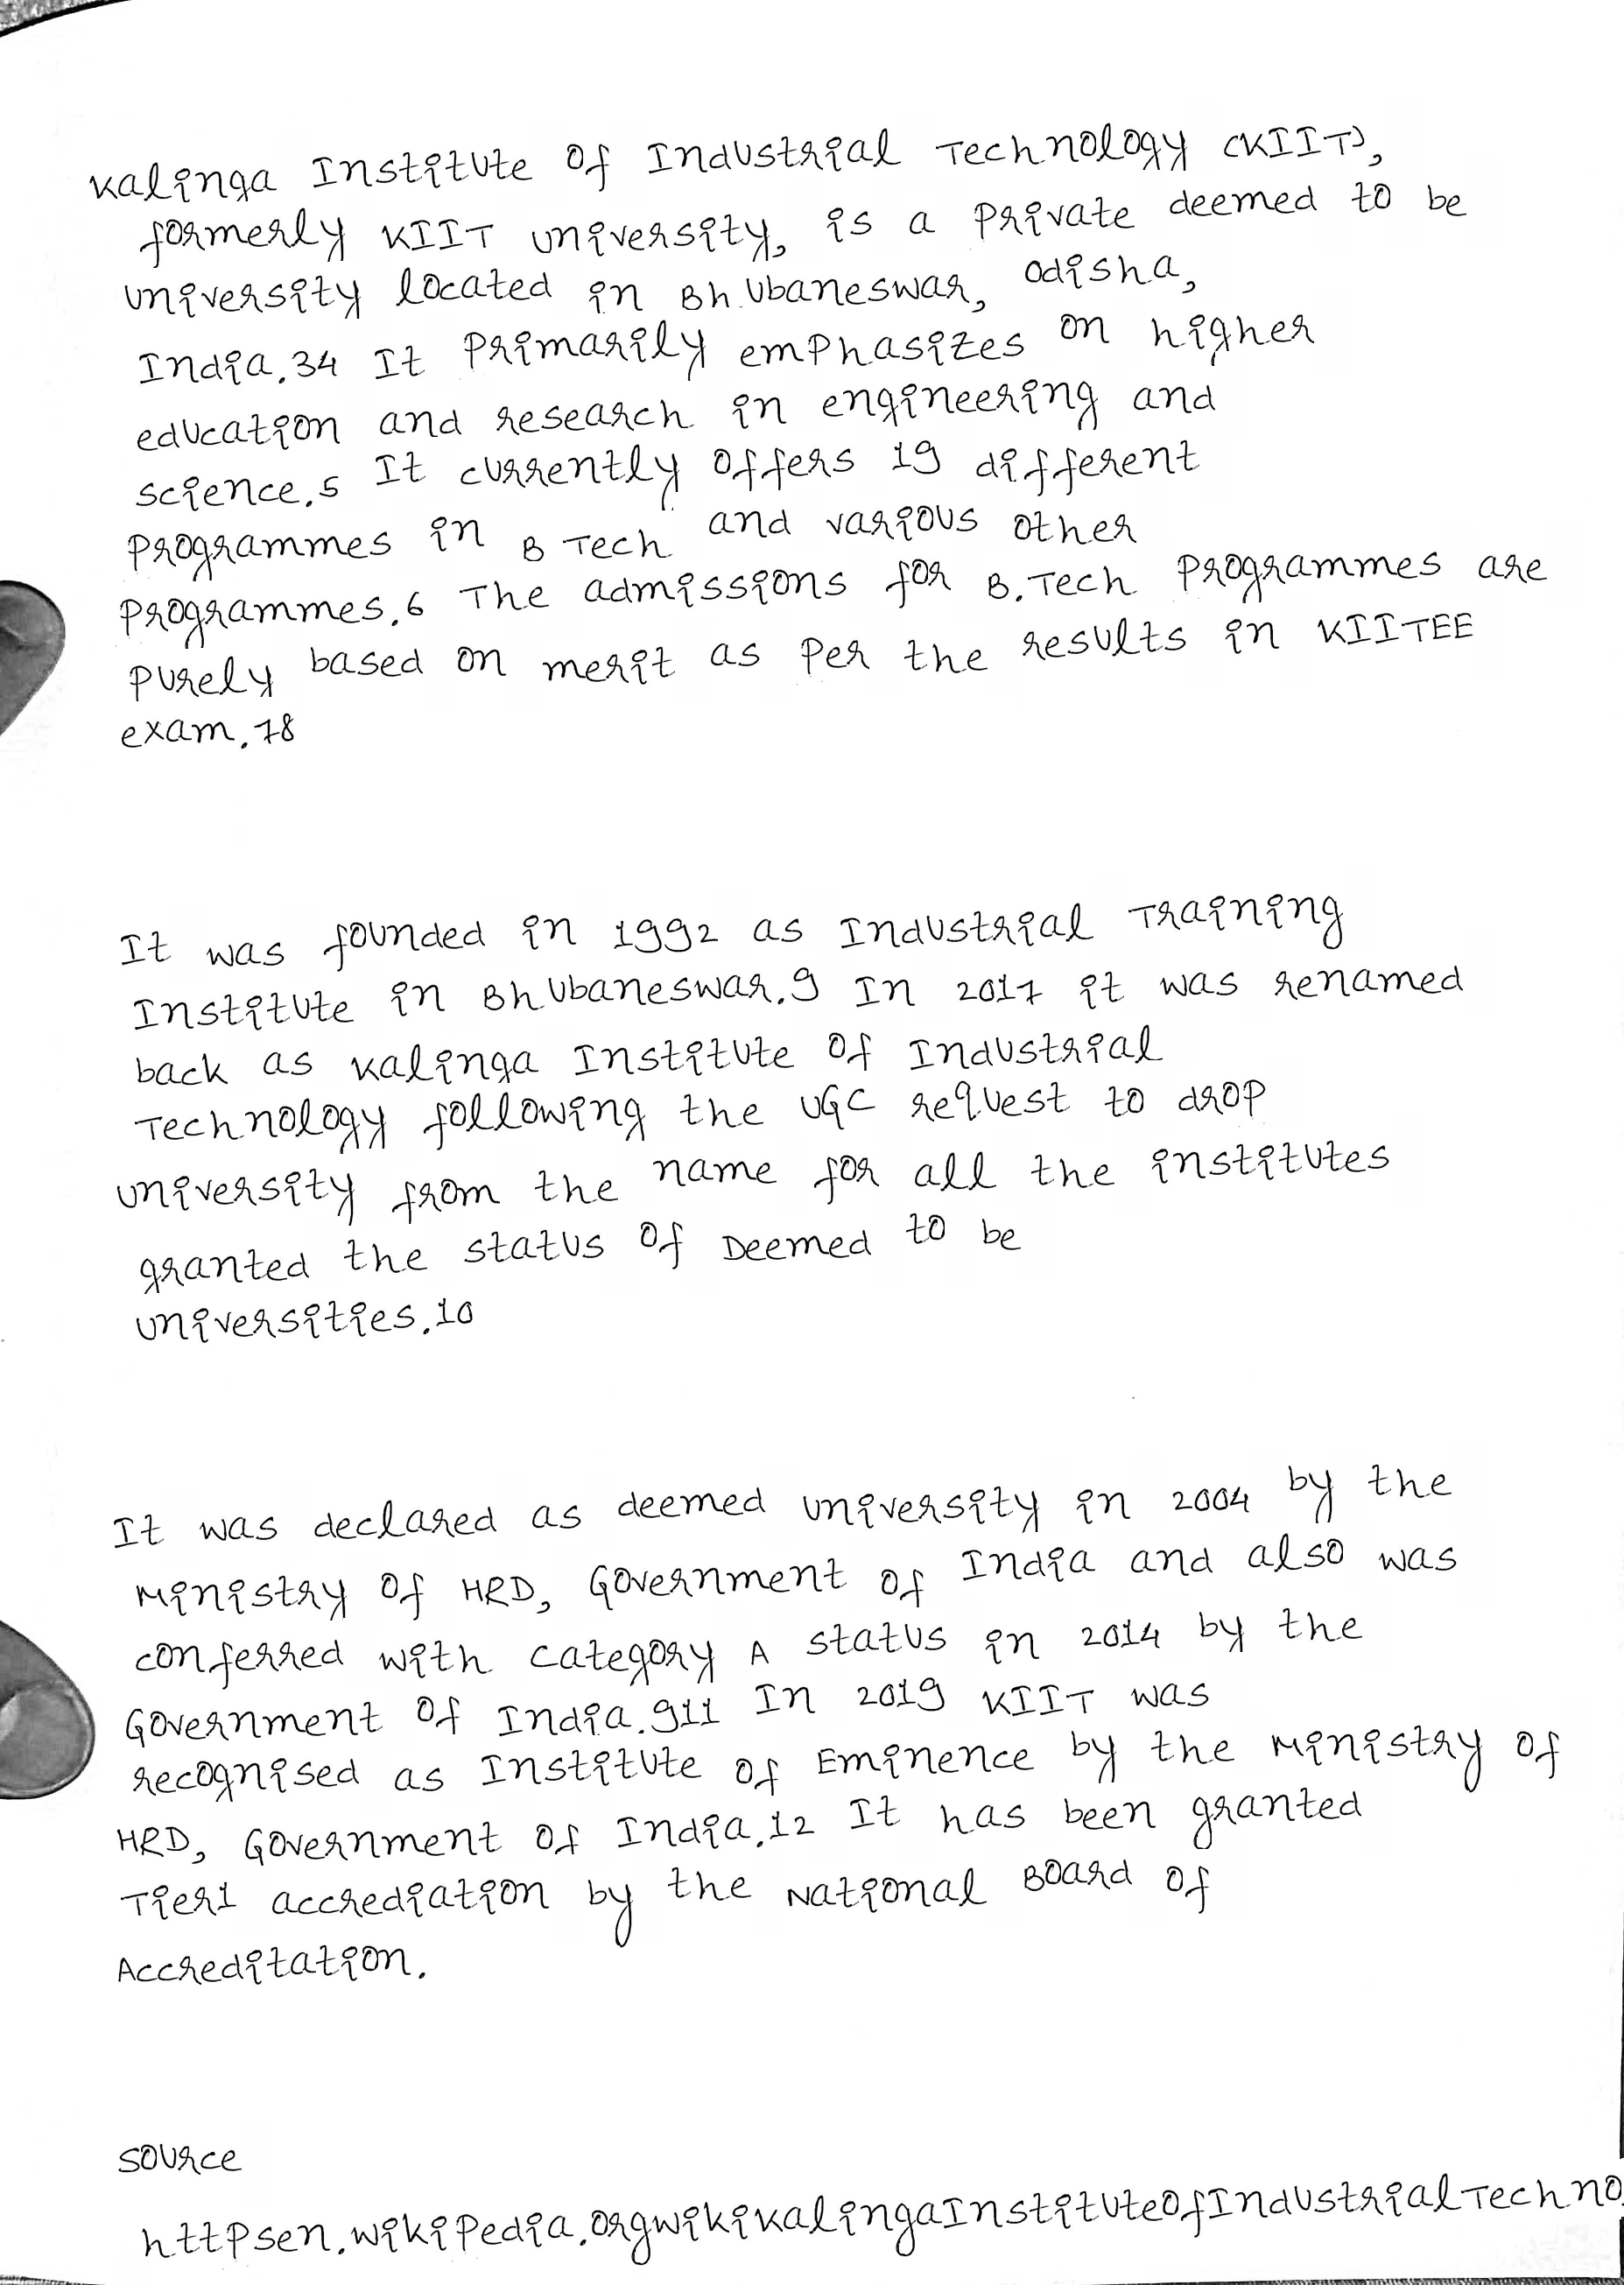 Kalinga Institute of Industrial Technology (KIIT),
formerly KIIT University, is a private deemed to be
university located in Bhubaneswar, Odisha,
India.34 It primarily emphasizes on higher
education and research in engineering and
science.5 It currently offers 19 different
programmes in B Tech and various other
programmes.6 The admissions for B.Tech programmes are
purely based on merit as per the results in KIITEE
exam.78
It was founded in 1992 as Industrial Training
Institute in Bhubaneswar.9 In 2017 it was renamed
back as Kalinga Institute of Industrial
Technology following the UGC request to drop
university from the name for all the institutes
granted the status of Deemed to be
universities.10
It was declared as deemed university in 2004 by the
Ministry of HRD, Government of India and also was
conferred with category A status in 2014 by the
Government of India.911 In 2019 KIIT was
recognised as Institute of Eminence by the Ministry of
HRD, Government of India.12 It has been granted
Tier1 accrediation by the National Board of
Accreditation.
source
httpsen.wikipedia.orgwikiKalingaInstituteofIndustrialTechno